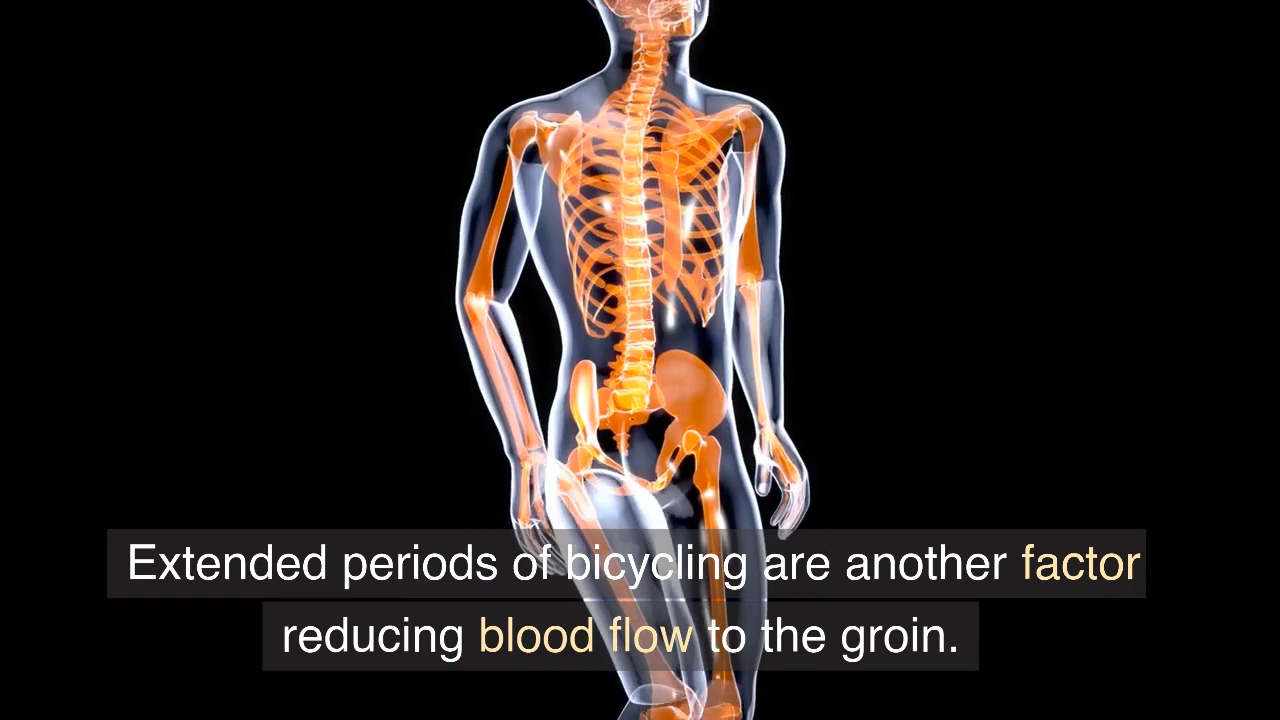 Extended periods of bicycling are another factor
reducing blood flow to the groin.